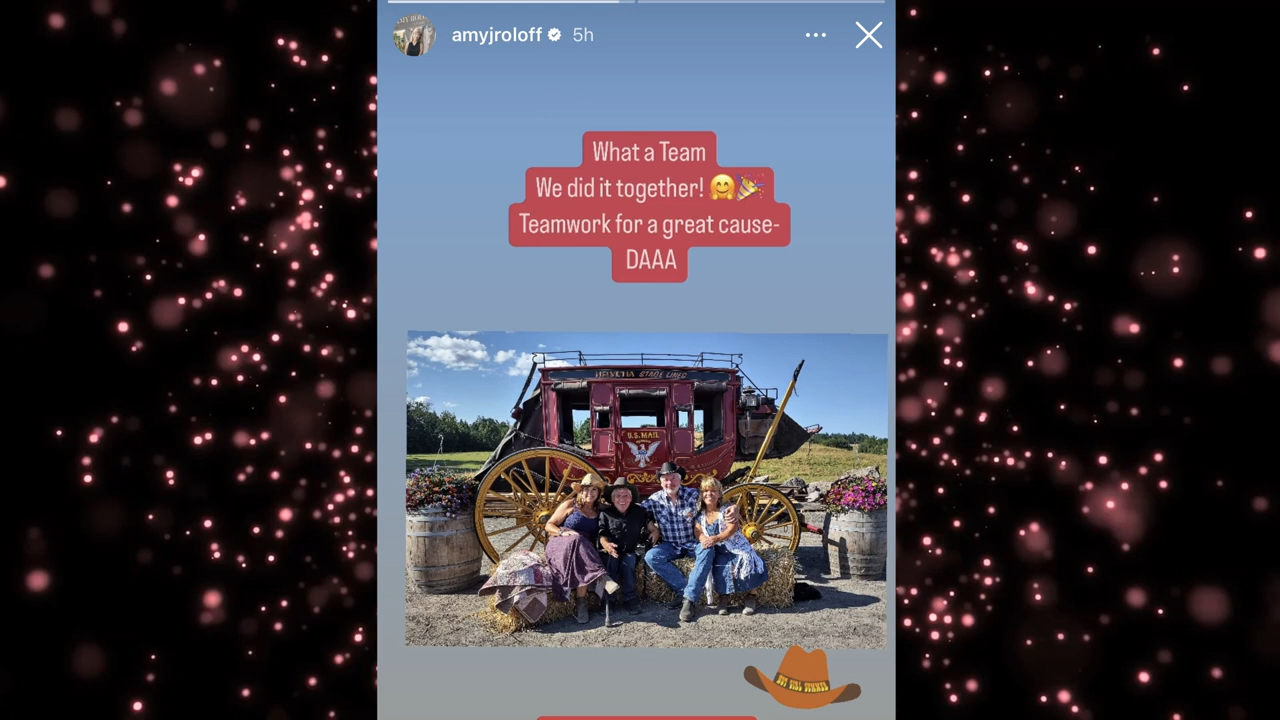 amyjroloff 5h
What a Team
We did it together! 🤗🎉
Teamwork for a great cause-
DAAA
HELVETIA STAGE LINES
U.S. MAIL